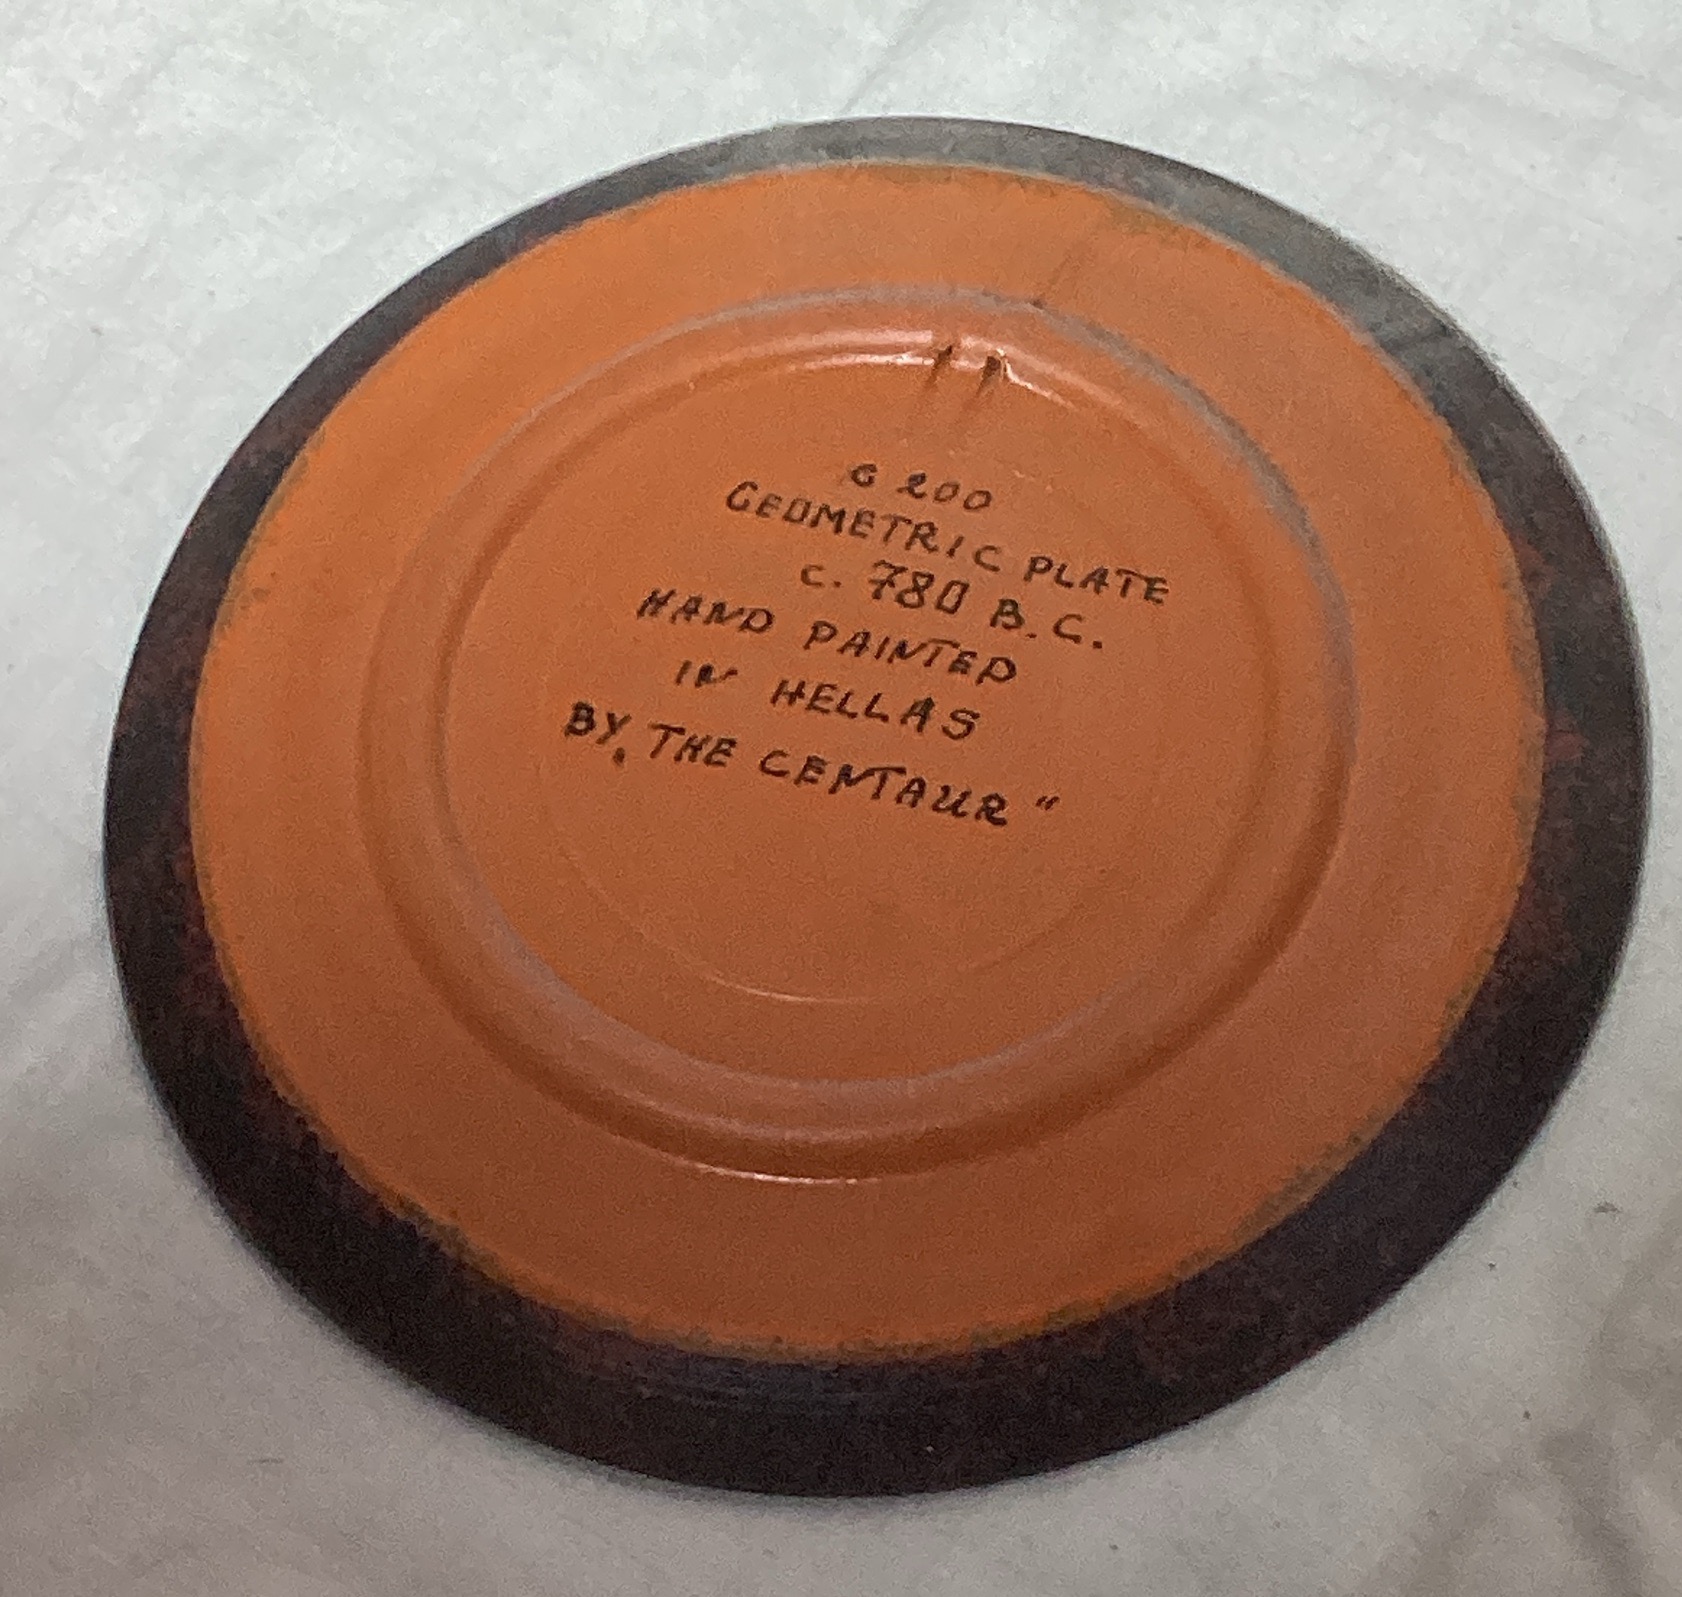 G 200
GEOMETRIC PLATE
c. 780 B.C.
HAND PAINTED
IN HELLAS
BY „THE CENTAUR"